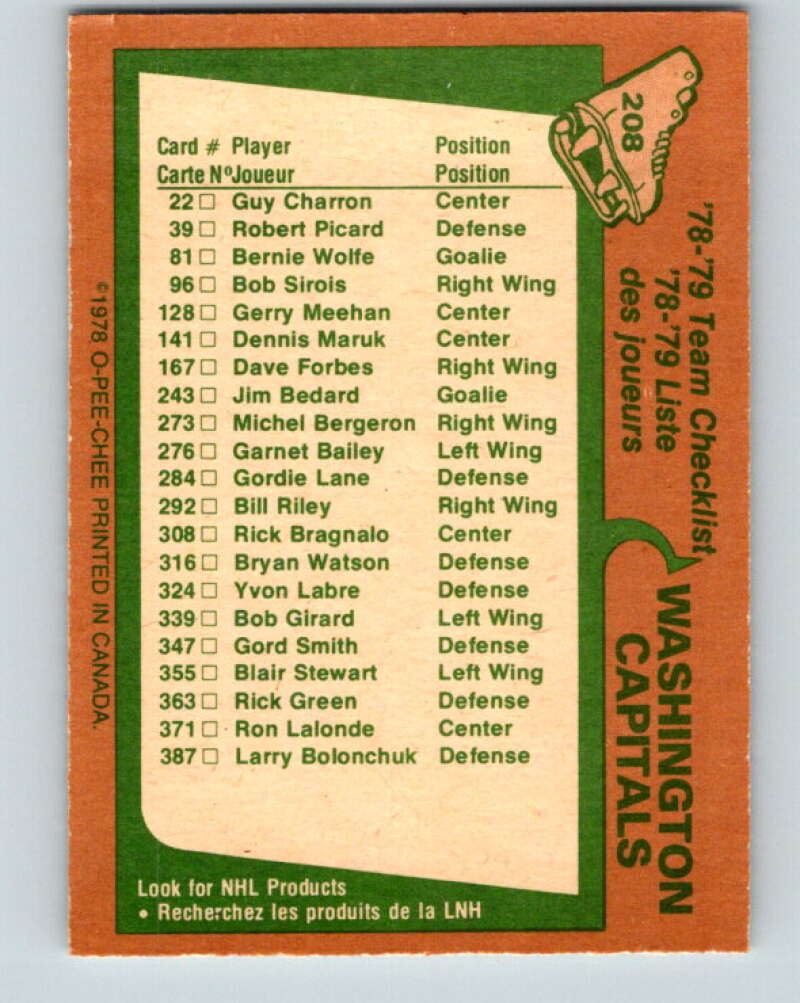 208
'78-'79 Team Checklist
'78-'79 Liste
des joueurs
WASHINGTON
CAPITALS
Card # Player Position
Carte Nº Joueur Position
22 □ Guy Charron Center
39 □ Robert Picard Defense
81 □ Bernie Wolfe Goalie
96 □ Bob Sirois Right Wing
128 □ Gerry Meehan Center
141 □ Dennis Maruk Center
167 □ Dave Forbes Right Wing
243 □ Jim Bedard Goalie
273 □ Michel Bergeron Right Wing
276 □ Garnet Bailey Left Wing
284 □ Gordie Lane Defense
292 □ Bill Riley Right Wing
308 □ Rick Bragnalo Center
316 □ Bryan Watson Defense
324 □ Yvon Labre Defense
339 □ Bob Girard Left Wing
347 □ Gord Smith Defense
355 □ Blair Stewart Left Wing
363 □ Rick Green Defense
371 □ Ron Lalonde Center
387 □ Larry Bolonchuk Defense
Look for NHL Products
• Recherchez les produits de la LNH
©1978 O-PEE-CHEE PRINTED IN CANADA.